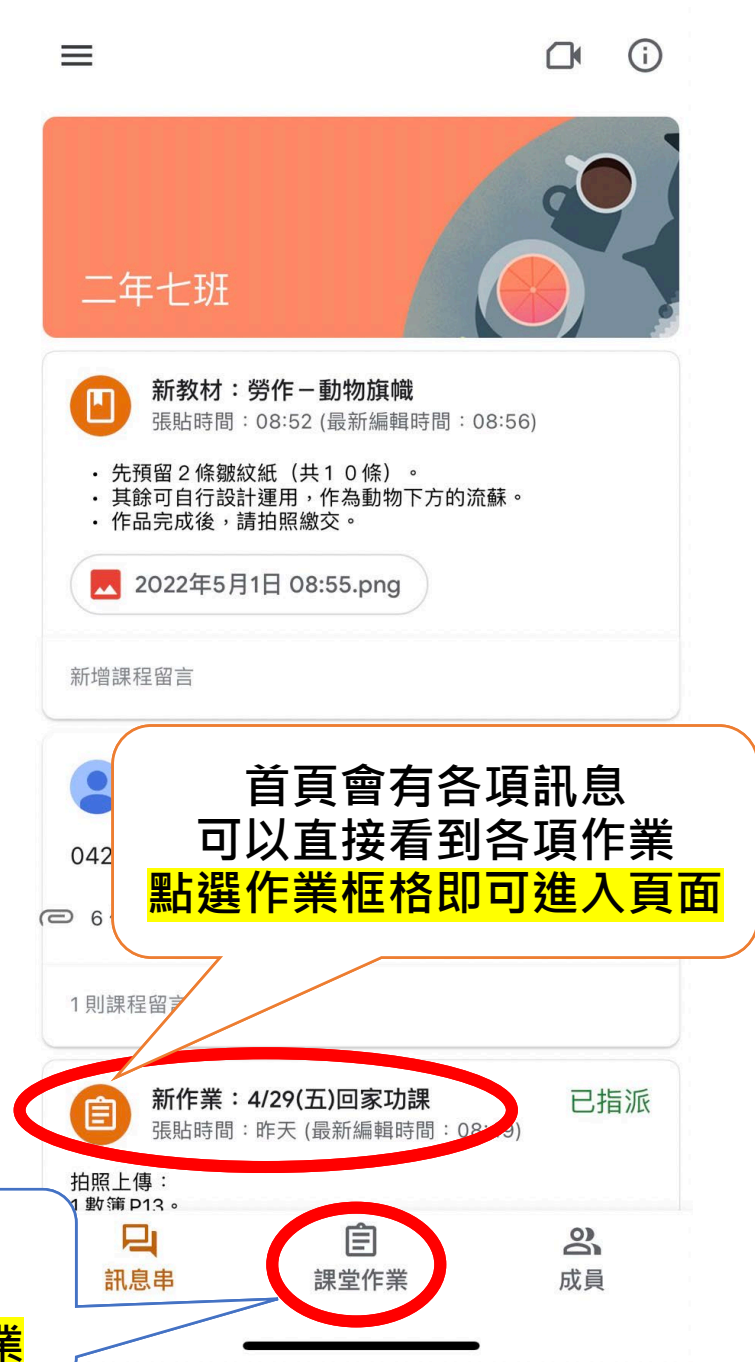 二年七班
新教材：勞作－動物旗幟
張貼時間：08:52 (最新編輯時間：08:56)
• 先預留２條皺紋紙（共１０條）。
• 其餘可自行設計運用，作為動物下方的流蘇。
• 作品完成後，請拍照繳交。
2022年5月1日 08:55.png
新增課程留言
首頁會有各項訊息
可以直接看到各項作業
點選作業框格即可進入頁面
042
6
1 則課程留言
新作業：4/29(五)回家功課
已指派
張貼時間：昨天 (最新編輯時間：08:
9)
拍照上傳：
1.數簿P13。
訊息串
課堂作業
成員
業